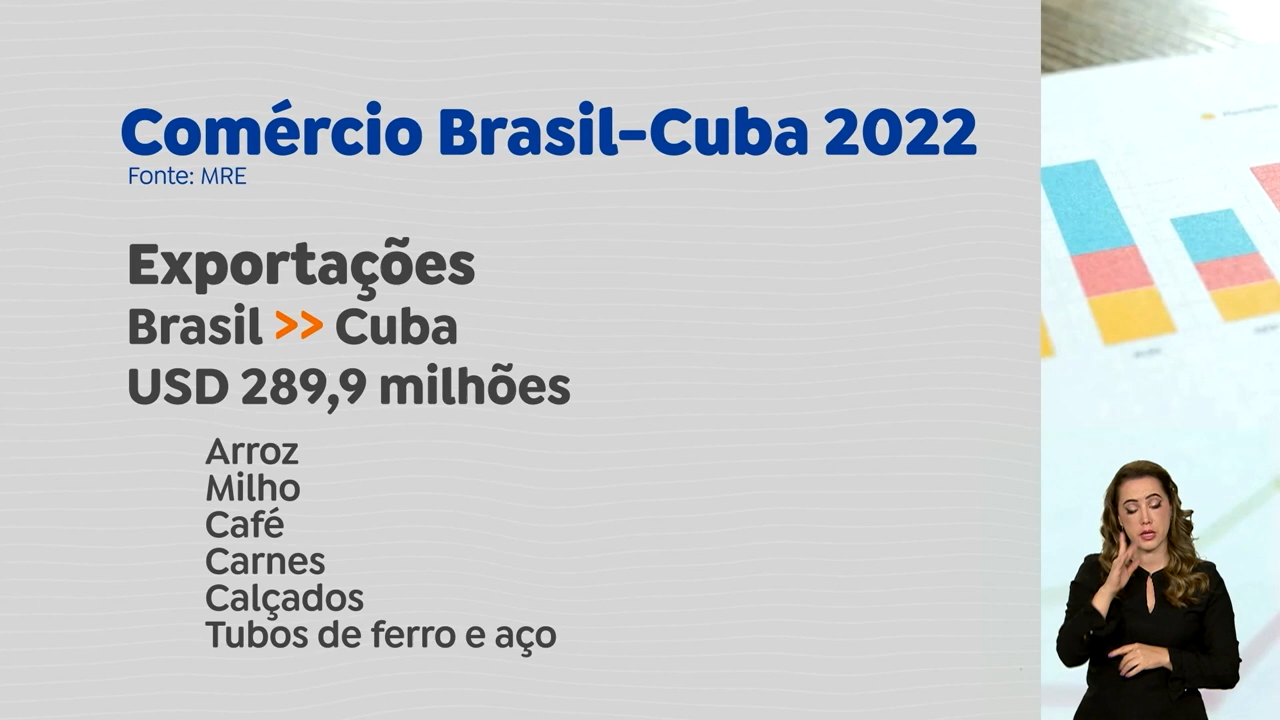 Comércio Brasil-Cuba 2022
Fonte: MRE
Exportações
Brasil >> Cuba
USD 289,9 milhões
Arroz
Milho
Café
Carnes
Calçados
Tubos de ferro e aço